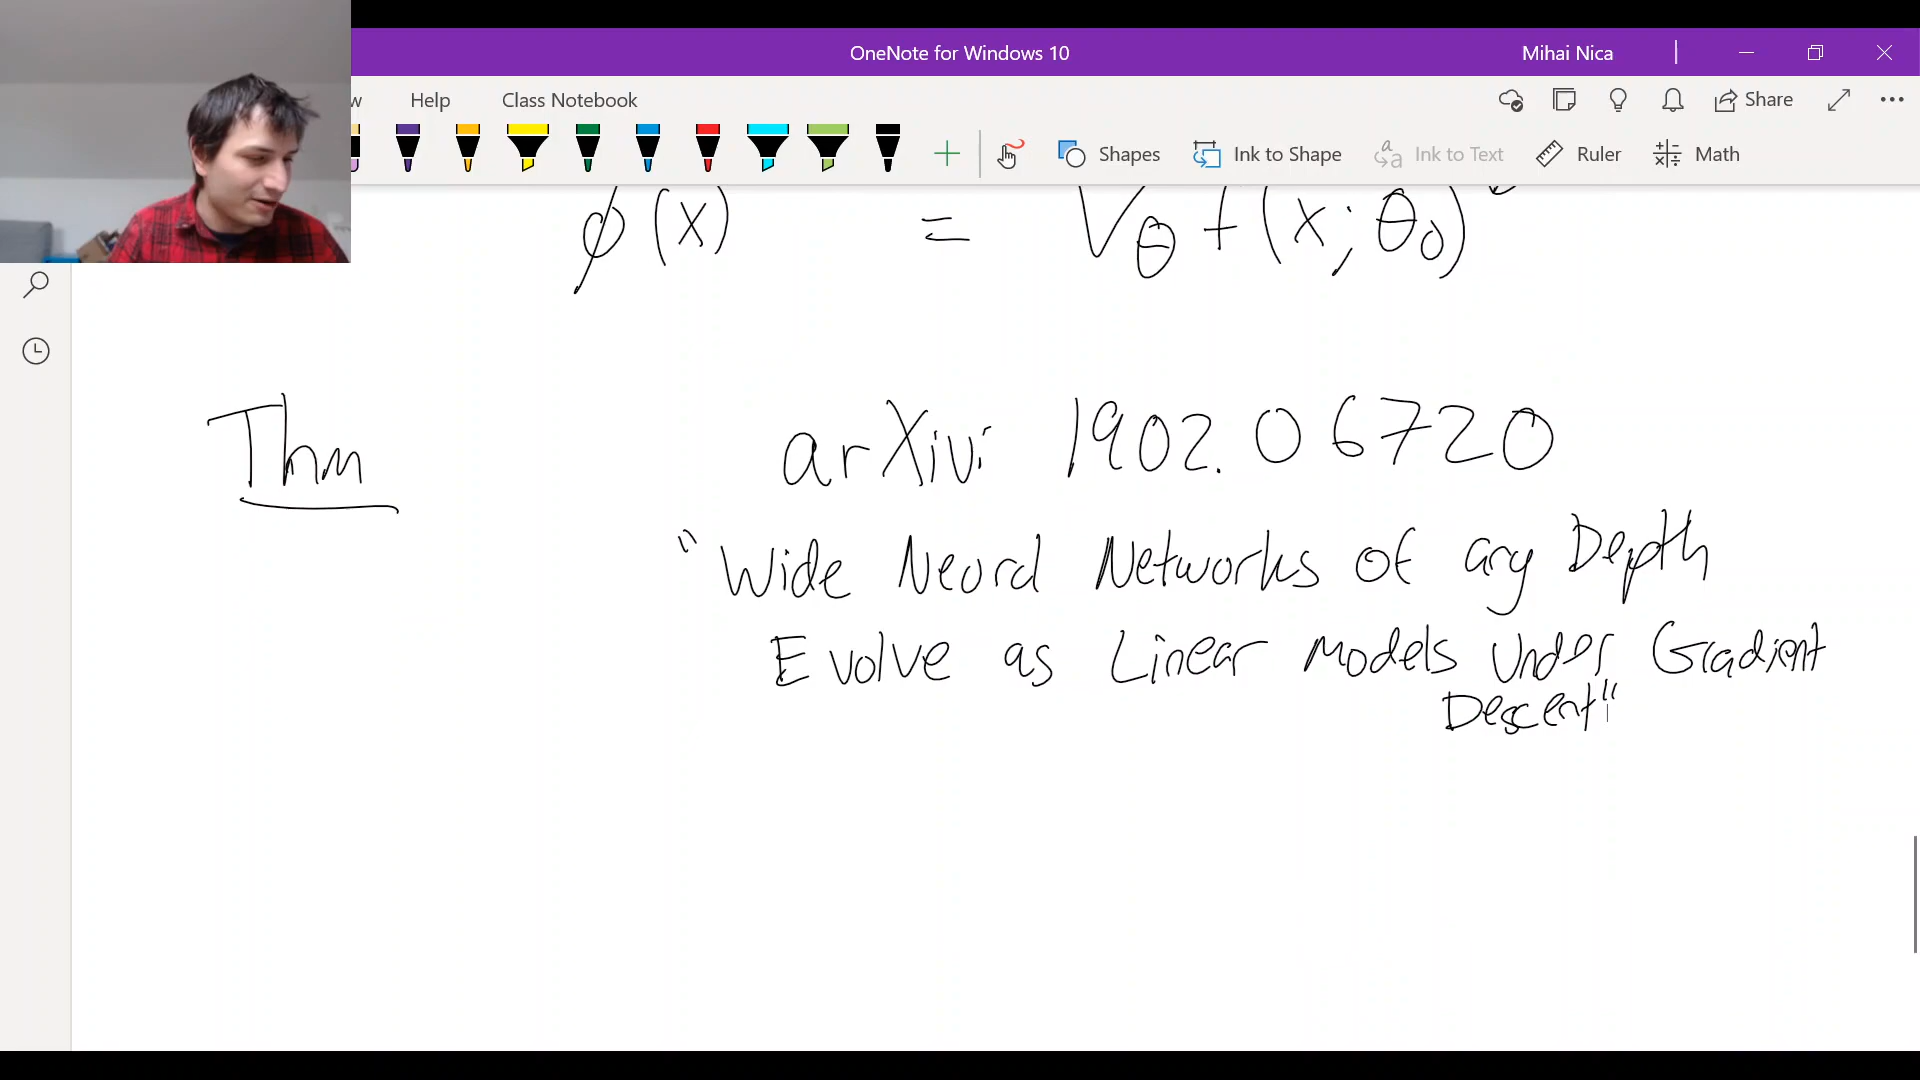 OneNote for Windows 10 Mihai Nica
w Help Class Notebook Share
Shapes Ink to Shape Ink to Text Ruler Math
ϕ(x) = ∇θ f(x; θ0)
Thm arXiv: 1902.06720
"Wide Neural Networks of any Depth
Evolve as Linear Models Under Gradient
Descent"